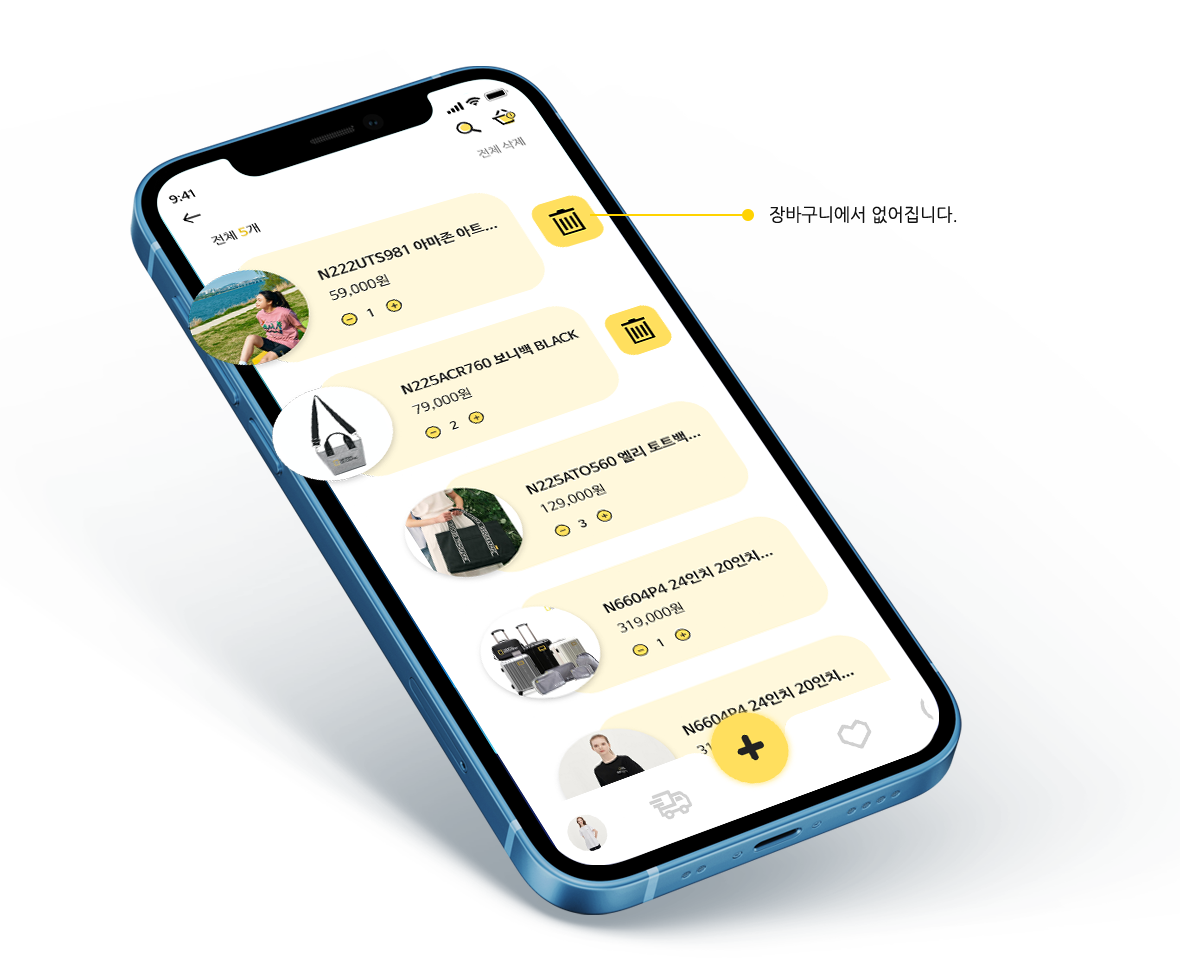 9:41
전체 삭제
전체 5개
N222UTS981 아마존 아트...
59,000원
1
장바구니에서 없어집니다.
N225ACR760 보니백 BLACK
79,000원
2
N225ATO560 엘리 토트백...
129,000원
3
N6604P4 24인치 20인치...
319,000원
1
N6604P4 24인치 20인치...
31